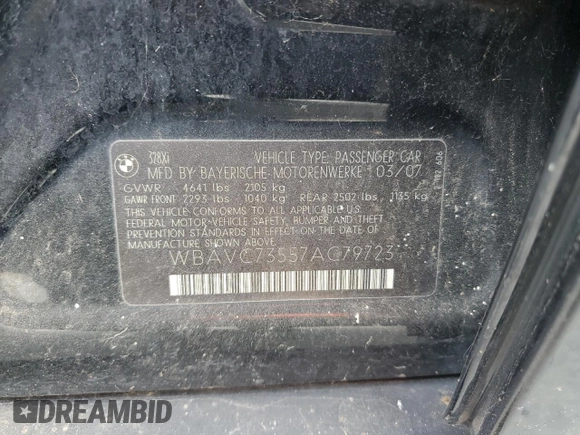 BMW
328Xi VEHICLE TYPE: PASSENGER CAR
MFD BY BAYERISCHE-MOTORENWERKE 03/07
GVWR 4641 lbs 2105 kg
GAWR FRONT 2293 lbs 1040 kg REAR 2502 lbs 1135 kg
THIS VEHICLE CONFORMS TO ALL APPLICABLE U.S.
FEDERAL MOTOR-VEHICLE SAFETY, BUMPER, AND THEFT PREVENTION
STANDARDS IN EFFECT ON THE DATE OF
MANUFACTURE SHOWN ABOVE.
WBAVC73557AC79723
DREAMBID